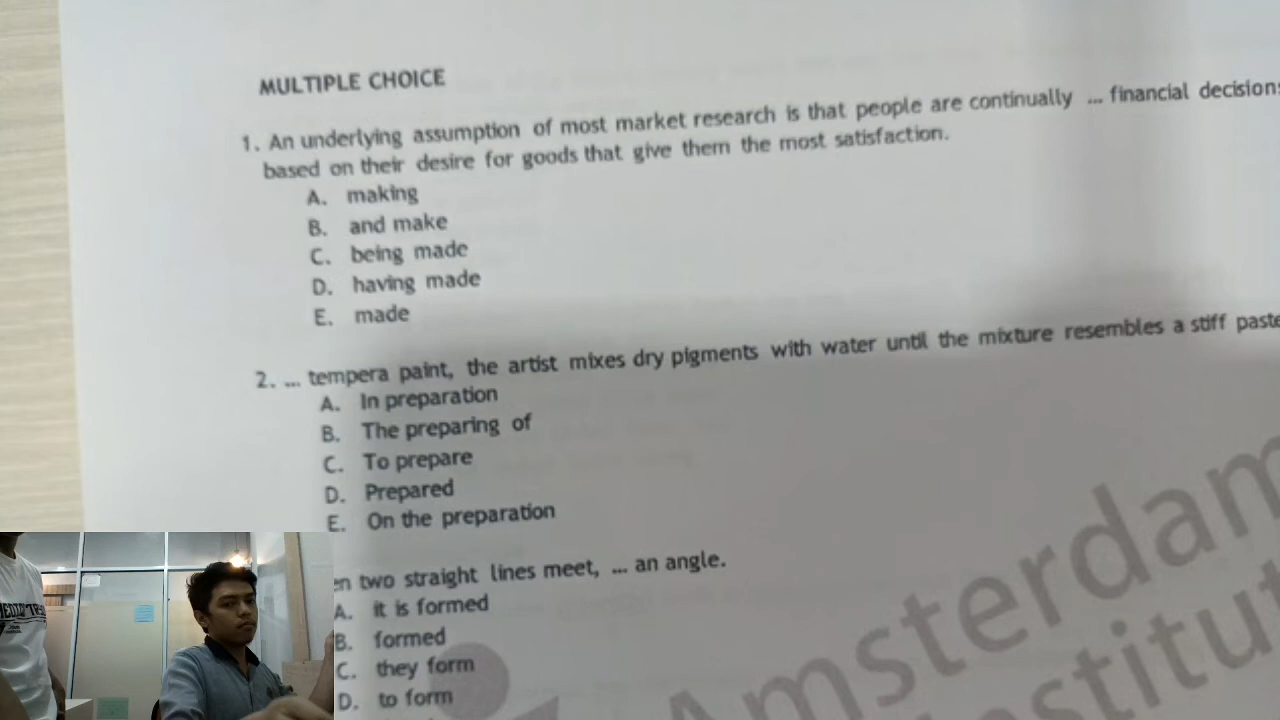 MULTIPLE CHOICE
1. An underlying assumption of most market research is that people are continually ... financial decisions
based on their desire for goods that give them the most satisfaction.
A. making
B. and make
C. being made
D. having made
E. made
2. ... tempera paint, the artist mixes dry pigments with water until the mixture resembles a stiff paste
A. In preparation
B. The preparing of
C. To prepare
D. Prepared
E. On the preparation
en two straight lines meet, ... an angle.
A. it is formed
B. formed
C. they form
D. to form
Amsterdam
nstitu